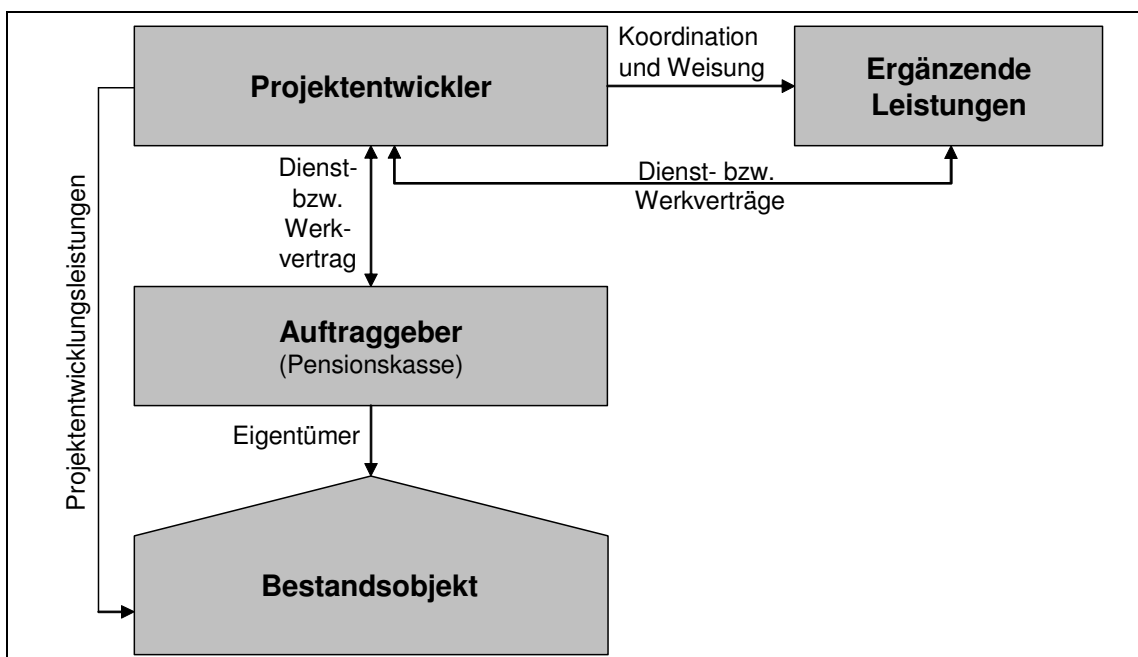 Koordination
und Weisung
Projektentwickler
Ergänzende
Leistungen
Dienst-
bzw.
Werk-
vertrag
Dienst- bzw.
Werkverträge
Projektentwicklungsleistungen
Auftraggeber
(Pensionskasse)
Eigentümer
Bestandsobjekt